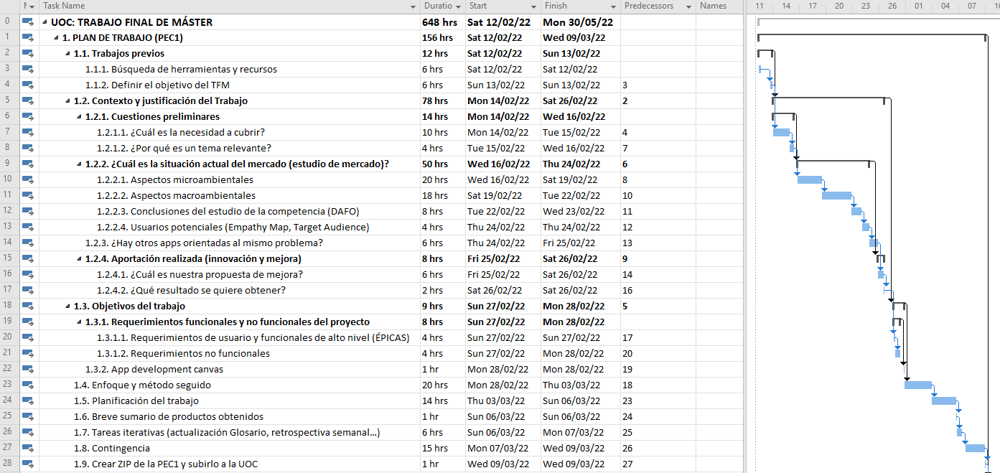 Task Name Duratio Start Finish Predecessors Names 11 14 17 20 23 26 01 04 07 10
0 UOC: TRABAJO FINAL DE MÁSTER 648 hrs Sat 12/02/22 Mon 30/05/22
1 1. PLAN DE TRABAJO (PEC1) 156 hrs Sat 12/02/22 Wed 09/03/22
2 1.1. Trabajos previos 12 hrs Sat 12/02/22 Sun 13/02/22
3 1.1.1. Búsqueda de herramientas y recursos 6 hrs Sat 12/02/22 Sat 12/02/22
4 1.1.2. Definir el objetivo del TFM 6 hrs Sun 13/02/22 Sun 13/02/22 3
5 1.2. Contexto y justificación del Trabajo 78 hrs Mon 14/02/22 Sat 26/02/22 2
6 1.2.1. Cuestiones preliminares 14 hrs Mon 14/02/22 Wed 16/02/22
7 1.2.1.1. ¿Cuál es la necesidad a cubrir? 10 hrs Mon 14/02/22 Tue 15/02/22 4
8 1.2.1.2. ¿Por qué es un tema relevante? 4 hrs Tue 15/02/22 Wed 16/02/22 7
9 1.2.2. ¿Cuál es la situación actual del mercado (estudio de mercado)? 50 hrs Wed 16/02/22 Thu 24/02/22 6
10 1.2.2.1. Aspectos microambientales 20 hrs Wed 16/02/22 Sat 19/02/22 8
11 1.2.2.2. Aspectos macroambientales 18 hrs Sat 19/02/22 Tue 22/02/22 10
12 1.2.2.3. Conclusiones del estudio de la competencia (DAFO) 8 hrs Tue 22/02/22 Wed 23/02/22 11
13 1.2.2.4. Usuarios potenciales (Empathy Map, Target Audience) 4 hrs Thu 24/02/22 Thu 24/02/22 12
14 1.2.3. ¿Hay otros apps orientadas al mismo problema? 6 hrs Thu 24/02/22 Fri 25/02/22 13
15 1.2.4. Aportación realizada (innovación y mejora) 8 hrs Fri 25/02/22 Sat 26/02/22 9
16 1.2.4.1. ¿Cuál es nuestra propuesta de mejora? 6 hrs Fri 25/02/22 Sat 26/02/22 14
17 1.2.4.2. ¿Qué resultado se quiere obtener? 2 hrs Sat 26/02/22 Sat 26/02/22 16
18 1.3. Objetivos del trabajo 9 hrs Sun 27/02/22 Mon 28/02/22 5
19 1.3.1. Requerimientos funcionales y no funcionales del proyecto 8 hrs Sun 27/02/22 Mon 28/02/22
20 1.3.1.1. Requerimientos de usuario y funcionales de alto nivel (ÉPICAS) 4 hrs Sun 27/02/22 Sun 27/02/22 17
21 1.3.1.2. Requerimientos no funcionales 4 hrs Sun 27/02/22 Mon 28/02/22 20
22 1.3.2. App development canvas 1 hr Mon 28/02/22 Mon 28/02/22 19
23 1.4. Enfoque y método seguido 20 hrs Mon 28/02/22 Thu 03/03/22 18
24 1.5. Planificación del trabajo 14 hrs Thu 03/03/22 Sun 06/03/22 23
25 1.6. Breve sumario de productos obtenidos 1 hr Sun 06/03/22 Sun 06/03/22 24
26 1.7. Tareas iterativas (actualización Glosario, retrospectiva semanal...) 6 hrs Sun 06/03/22 Mon 07/03/22 25
27 1.8. Contingencia 15 hrs Mon 07/03/22 Wed 09/03/22 26
28 1.9. Crear ZIP de la PEC1 y subirlo a la UOC 1 hr Wed 09/03/22 Wed 09/03/22 27